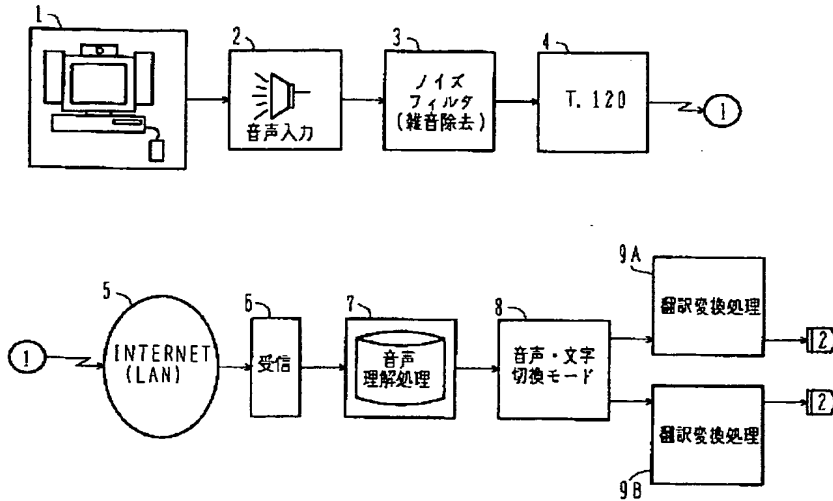 1
2
3
4
音声入力
ノイズ
フィルタ
(雑音除去)
T.120
1
5
6
7
8
9A
1
INTERNET
(LAN)
受信
音声
理解処理
音声・文字
切換モード
翻訳変換処理
2
翻訳変換処理
2
9B